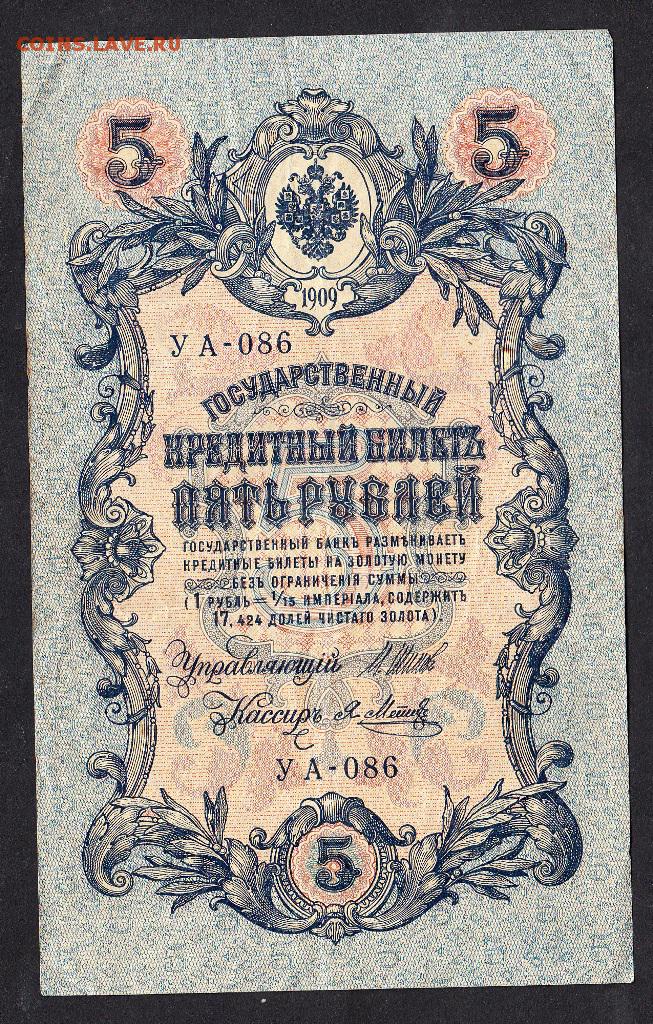 COINS.LAVE.RU
5 5
1909
УА-086
ГОСУДАРСТВЕННЫЙ
КРЕДИТНЫЙ БИЛЕТЪ
ПЯТЬ РУБЛЕЙ
ГОСУДАРСТВЕННЫЙ БАНКЪ РАЗМѢНИВАЕТЪ
КРЕДИТНЫЕ БИЛЕТЫ НА ЗОЛОТУЮ МОНЕТУ
БЕЗЪ ОГРАНИЧЕНІЯ СУММЫ
(1 РУБЛЬ = 1/15 ИМПЕРІАЛА, СОДЕРЖИТЪ
17,424 ДОЛЕЙ ЧИСТАГО ЗОЛОТА).
Управляющій
Кассиръ Я. Метцъ
УА-086
5